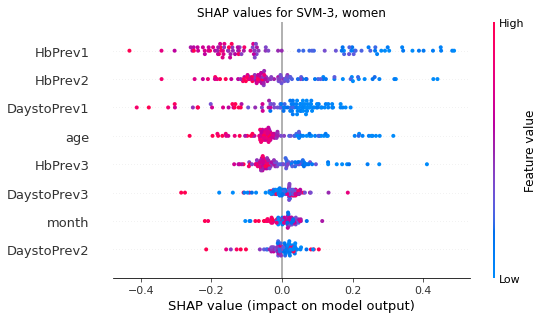 SHAP values for SVM-3, women
High
HbPrev1
HbPrev2
DaystoPrev1
age
HbPrev3
DaystoPrev3
month
DaystoPrev2
Feature value
Low
−0.4 −0.2 0.0 0.2 0.4
SHAP value (impact on model output)